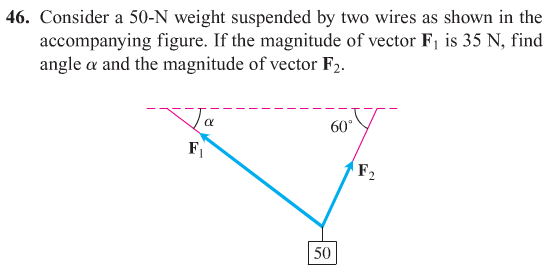 46. Consider a 50-N weight suspended by two wires as shown in the
accompanying figure. If the magnitude of vector F₁ is 35 N, find
angle α and the magnitude of vector F₂.
α
60°
F₁
F₂
50